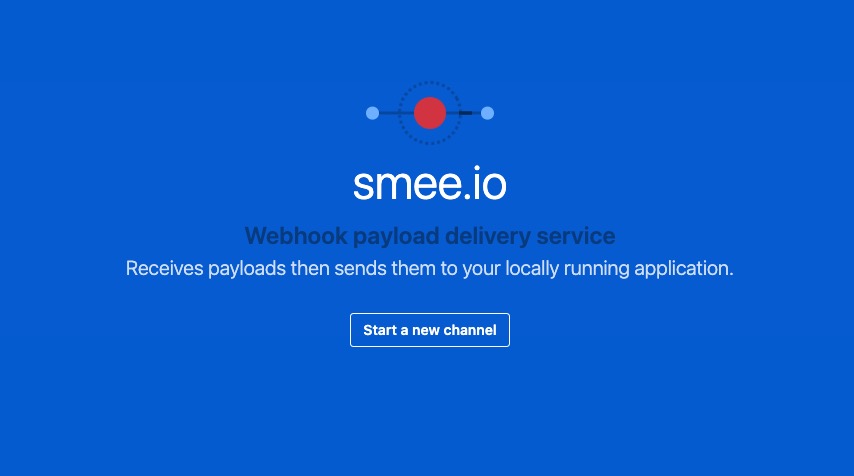 smee.io
Webhook payload delivery service
Receives payloads then sends them to your locally running application.
Start a new channel